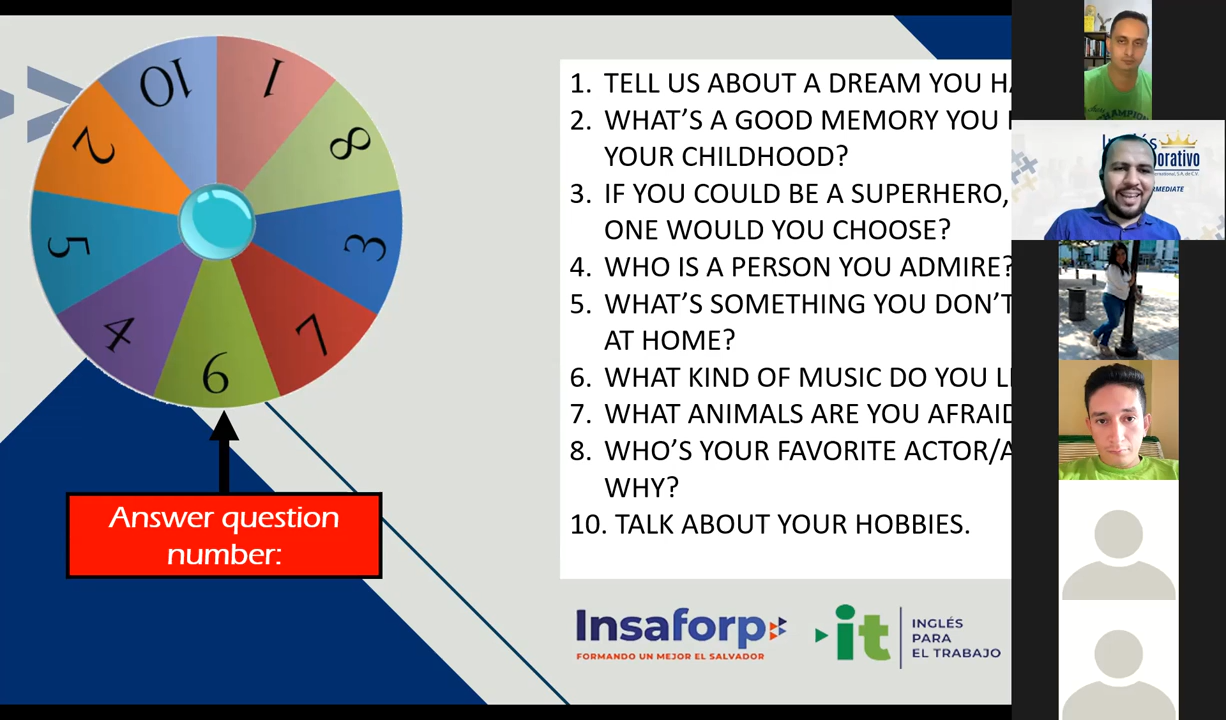 10
1
8
3
7
6
4
5
2
Answer question
number:
1. TELL US ABOUT A DREAM YOU
2. WHAT'S A GOOD MEMORY YOU
YOUR CHILDHOOD?
3. IF YOU COULD BE A SUPERHERO,
ONE WOULD YOU CHOOSE?
4. WHO IS A PERSON YOU ADMIRE?
5. WHAT'S SOMETHING YOU DON'T
AT HOME?
6. WHAT KIND OF MUSIC DO YOU
7. WHAT ANIMALS ARE YOU
8. WHO'S YOUR FAVORITE ACTOR/
WHY?
10. TALK ABOUT YOUR HOBBIES.
Insaforp
FORMANDO UN MEJOR EL SALVADOR
it
INGLÉS
PARA
EL TRABAJO